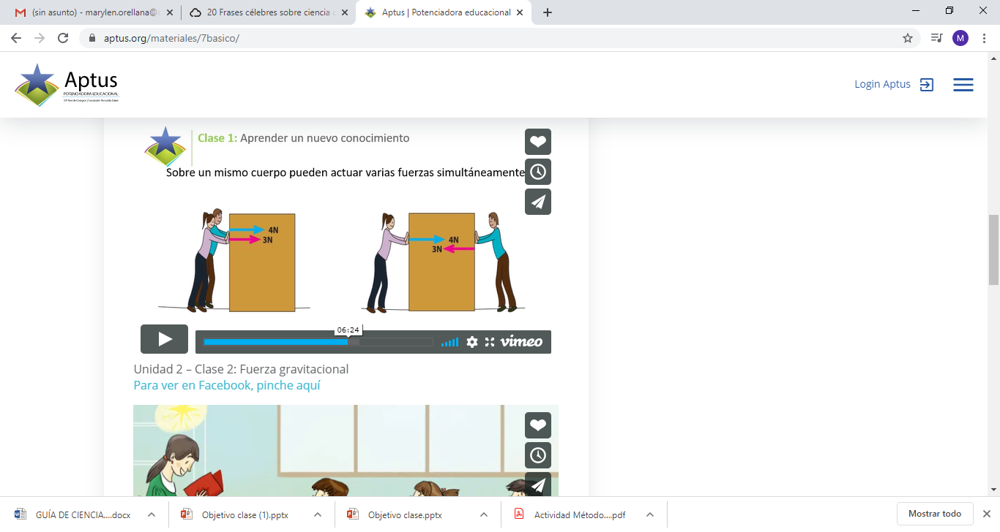 (sin asunto) - marylen.orellana@
20 Frases célebres sobre ciencia
Aptus | Potenciadora educacional
aptus.org/materiales/7basico/
M
Aptus
POTENCIADORA EDUCACIONAL
Login Aptus
Clase 1: Aprender un nuevo conocimiento
Sobre un mismo cuerpo pueden actuar varias fuerzas simultáneamente
4N
3N
4N
3N
06:24
vimeo
Unidad 2 – Clase 2: Fuerza gravitacional
Para ver en Facebook, pinche aquí
GUÍA DE CIENCIA....docx
Objetivo clase (1).pptx
Objetivo clase.pptx
Actividad Método....pdf
Mostrar todo